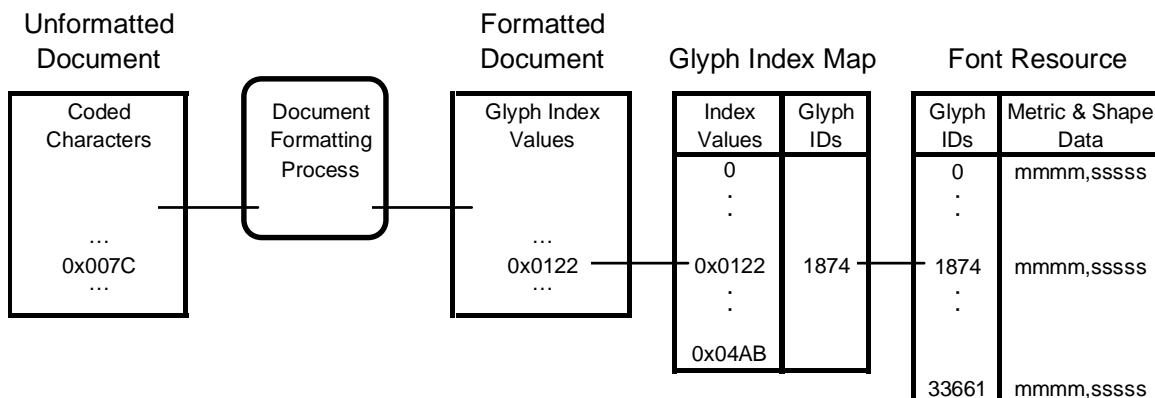 Unformatted
Document
Formatted
Document
Glyph Index Map
Font Resource
Coded
Characters
...
0x007C
...
Document
Formatting
Process
Glyph Index
Values
...
0x0122
...
Index
Values
Glyph
IDs
0
.
.
0x0122
1874
.
.
0x04AB
Glyph
IDs
Metric & Shape
Data
0
mmmm,sssss
.
.
1874
mmmm,sssss
.
.
33661
mmmm,sssss